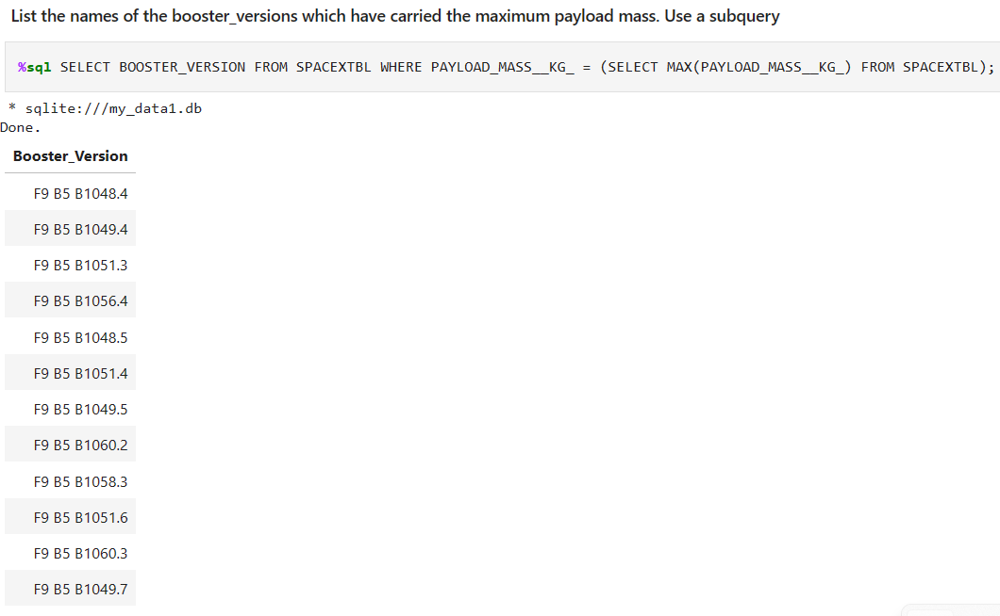 List the names of the booster_versions which have carried the maximum payload mass. Use a subquery
%sql SELECT BOOSTER_VERSION FROM SPACEXTBL WHERE PAYLOAD_MASS__KG_ = (SELECT MAX(PAYLOAD_MASS__KG_) FROM SPACEXTBL);
* sqlite:///my_data1.db
Done.
Booster_Version
F9 B5 B1048.4
F9 B5 B1049.4
F9 B5 B1051.3
F9 B5 B1056.4
F9 B5 B1048.5
F9 B5 B1051.4
F9 B5 B1049.5
F9 B5 B1060.2
F9 B5 B1058.3
F9 B5 B1051.6
F9 B5 B1060.3
F9 B5 B1049.7